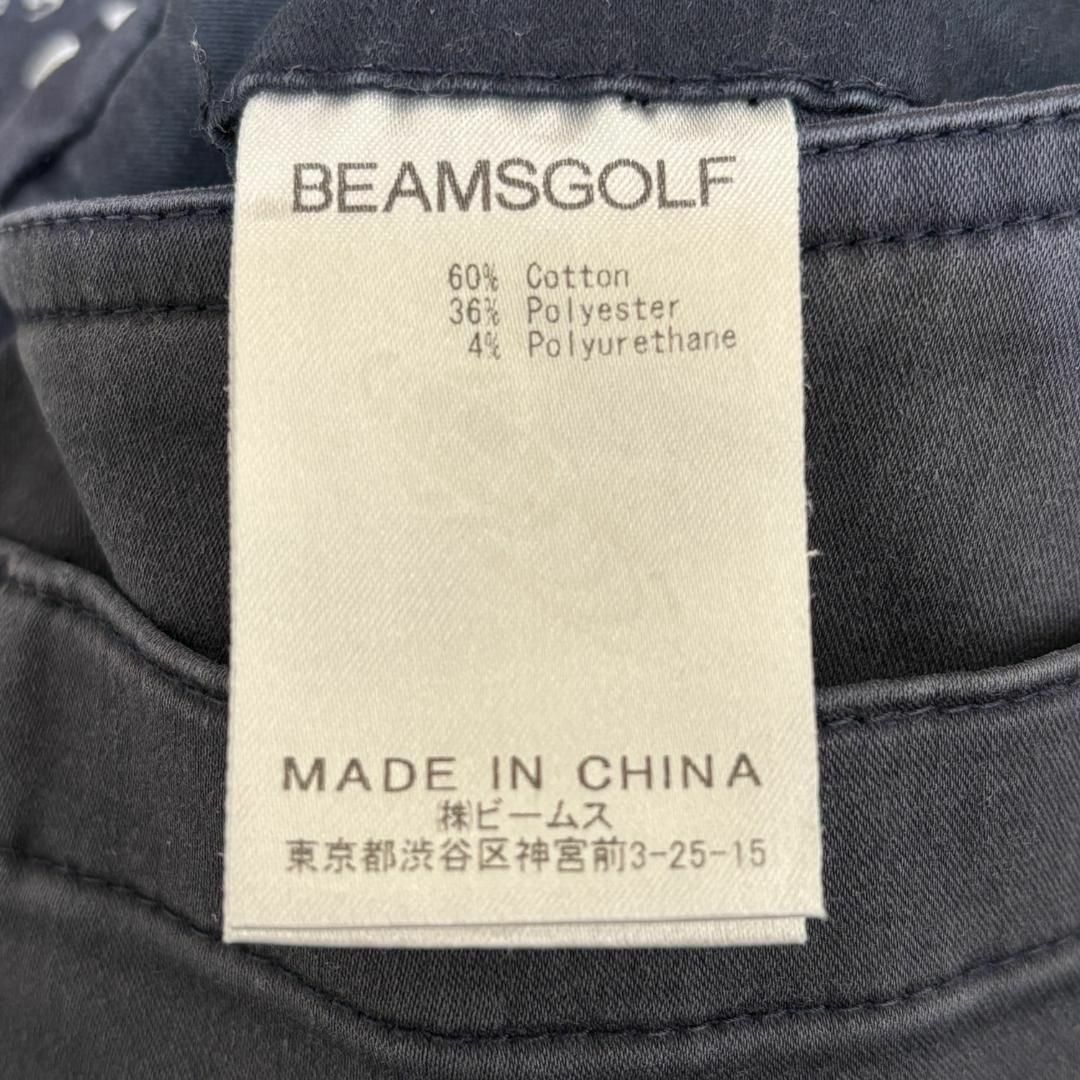 BEAMSGOLF
60% Cotton
36% Polyester
4% Polyurethane
MADE IN CHINA
㈱ビームス
東京都渋谷区神宮前3-25-15